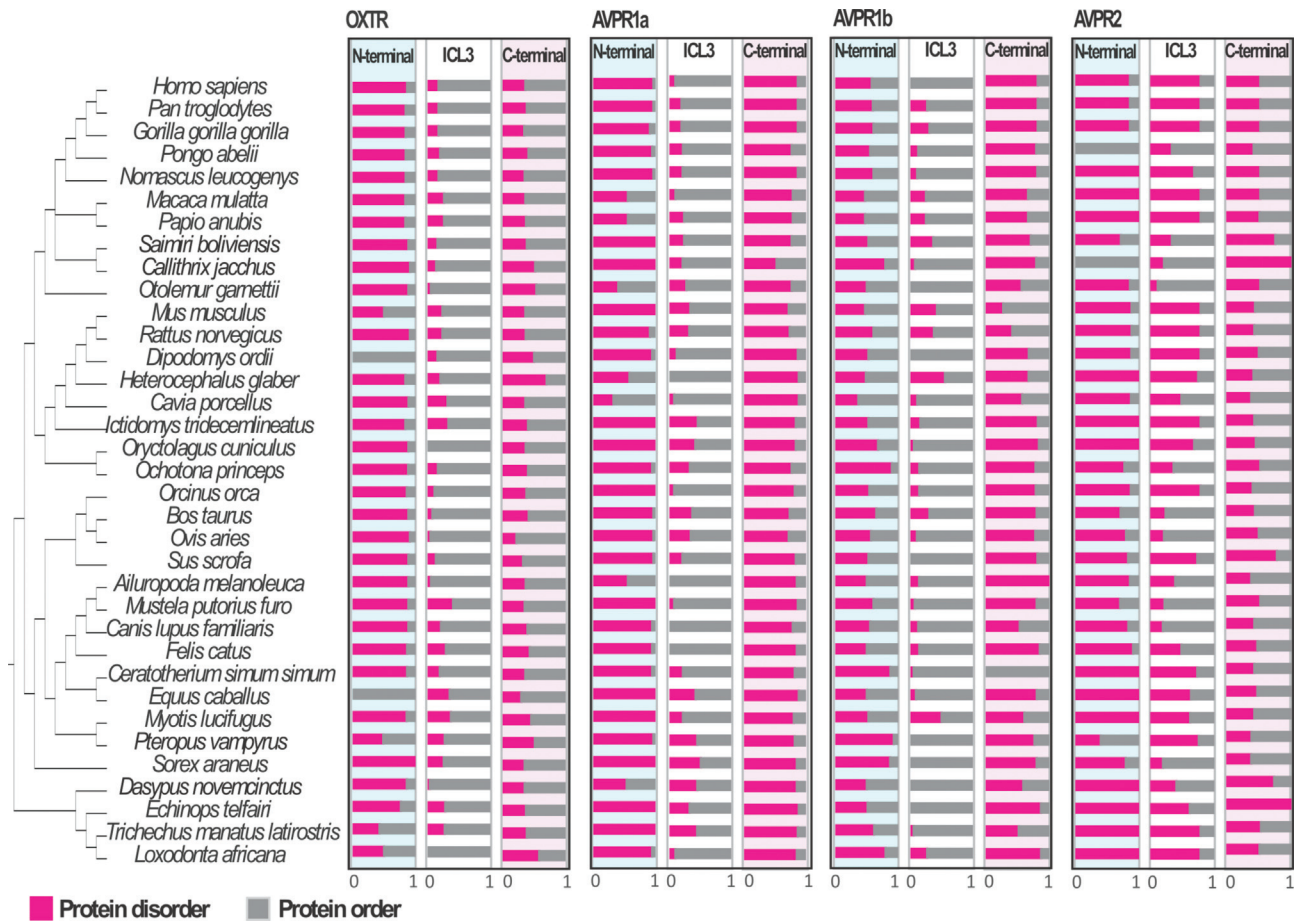 OXTR AVPR1a AVPR1b AVPR2
N-terminal ICL3 C-terminal N-terminal ICL3 C-terminal N-terminal ICL3 C-terminal N-terminal ICL3 C-terminal
Homo sapiens
Pan troglodytes
Gorilla gorilla gorilla
Pongo abelii
Nomascus leucogenys
Macaca mulatta
Papio anubis
Saimiri boliviensis
Callithrix jacchus
Otolemur garnettii
Mus musculus
Rattus norvegicus
Dipodomys ordii
Heterocephalus glaber
Cavia porcellus
Ictidomys tridecemlineatus
Oryctolagus cuniculus
Ochotona princeps
Orcinus orca
Bos taurus
Ovis aries
Sus scrofa
Ailuropoda melanoleuca
Mustela putorius furo
Canis lupus familiaris
Felis catus
Ceratotherium simum simum
Equus caballus
Myotis lucifugus
Pteropus vampyrus
Sorex araneus
Dasypus novemcinctus
Echinops telfairi
Trichechus manatus latirostris
Loxodonta africana
0 1 0 1 0 1 0 1 0 1 0 1 0 1 0 1 0 1 0 1 0 1 0 1
Protein disorder Protein order